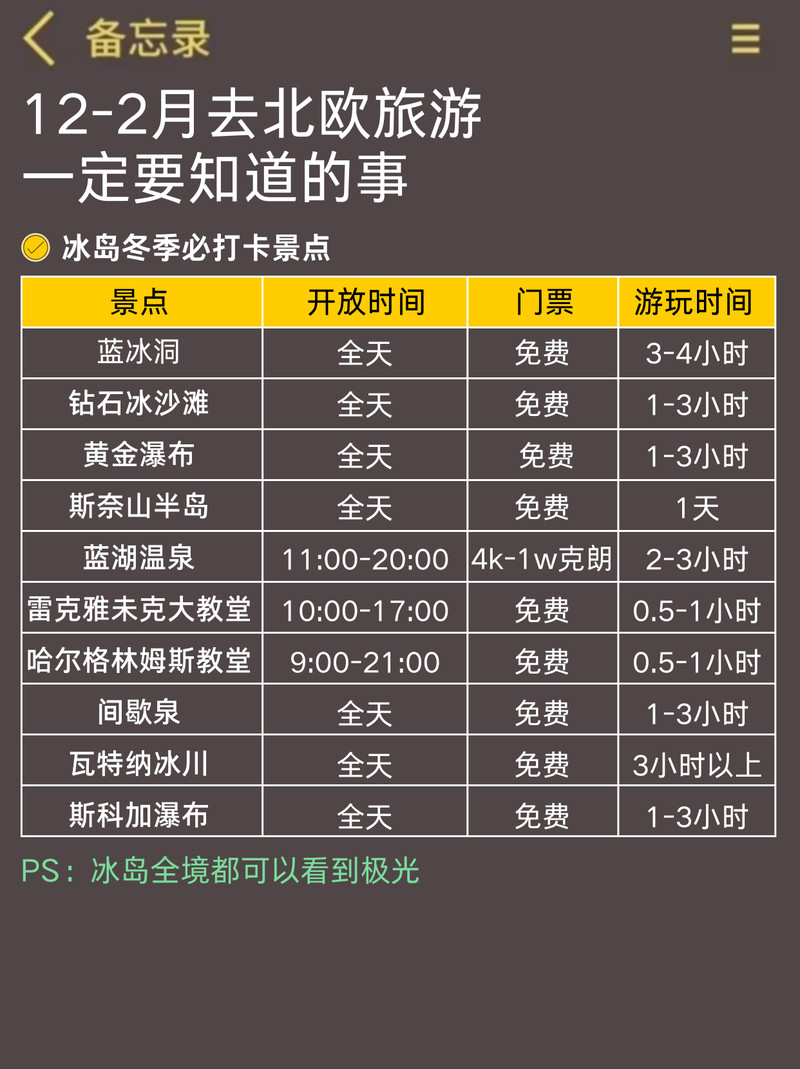 备忘录
12-2月去北欧旅游
一定要知道的事
冰岛冬季必打卡景点
景点 开放时间 门票 游玩时间
蓝冰洞 全天 免费 3-4小时
钻石冰沙滩 全天 免费 1-3小时
黄金瀑布 全天 免费 1-3小时
斯奈山半岛 全天 免费 1天
蓝湖温泉 11:00-20:00 4k-1w克朗 2-3小时
雷克雅未克大教堂 10:00-17:00 免费 0.5-1小时
哈尔格林姆斯教堂 9:00-21:00 免费 0.5-1小时
间歇泉 全天 免费 1-3小时
瓦特纳冰川 全天 免费 3小时以上
斯科加瀑布 全天 免费 1-3小时
PS：冰岛全境都可以看到极光